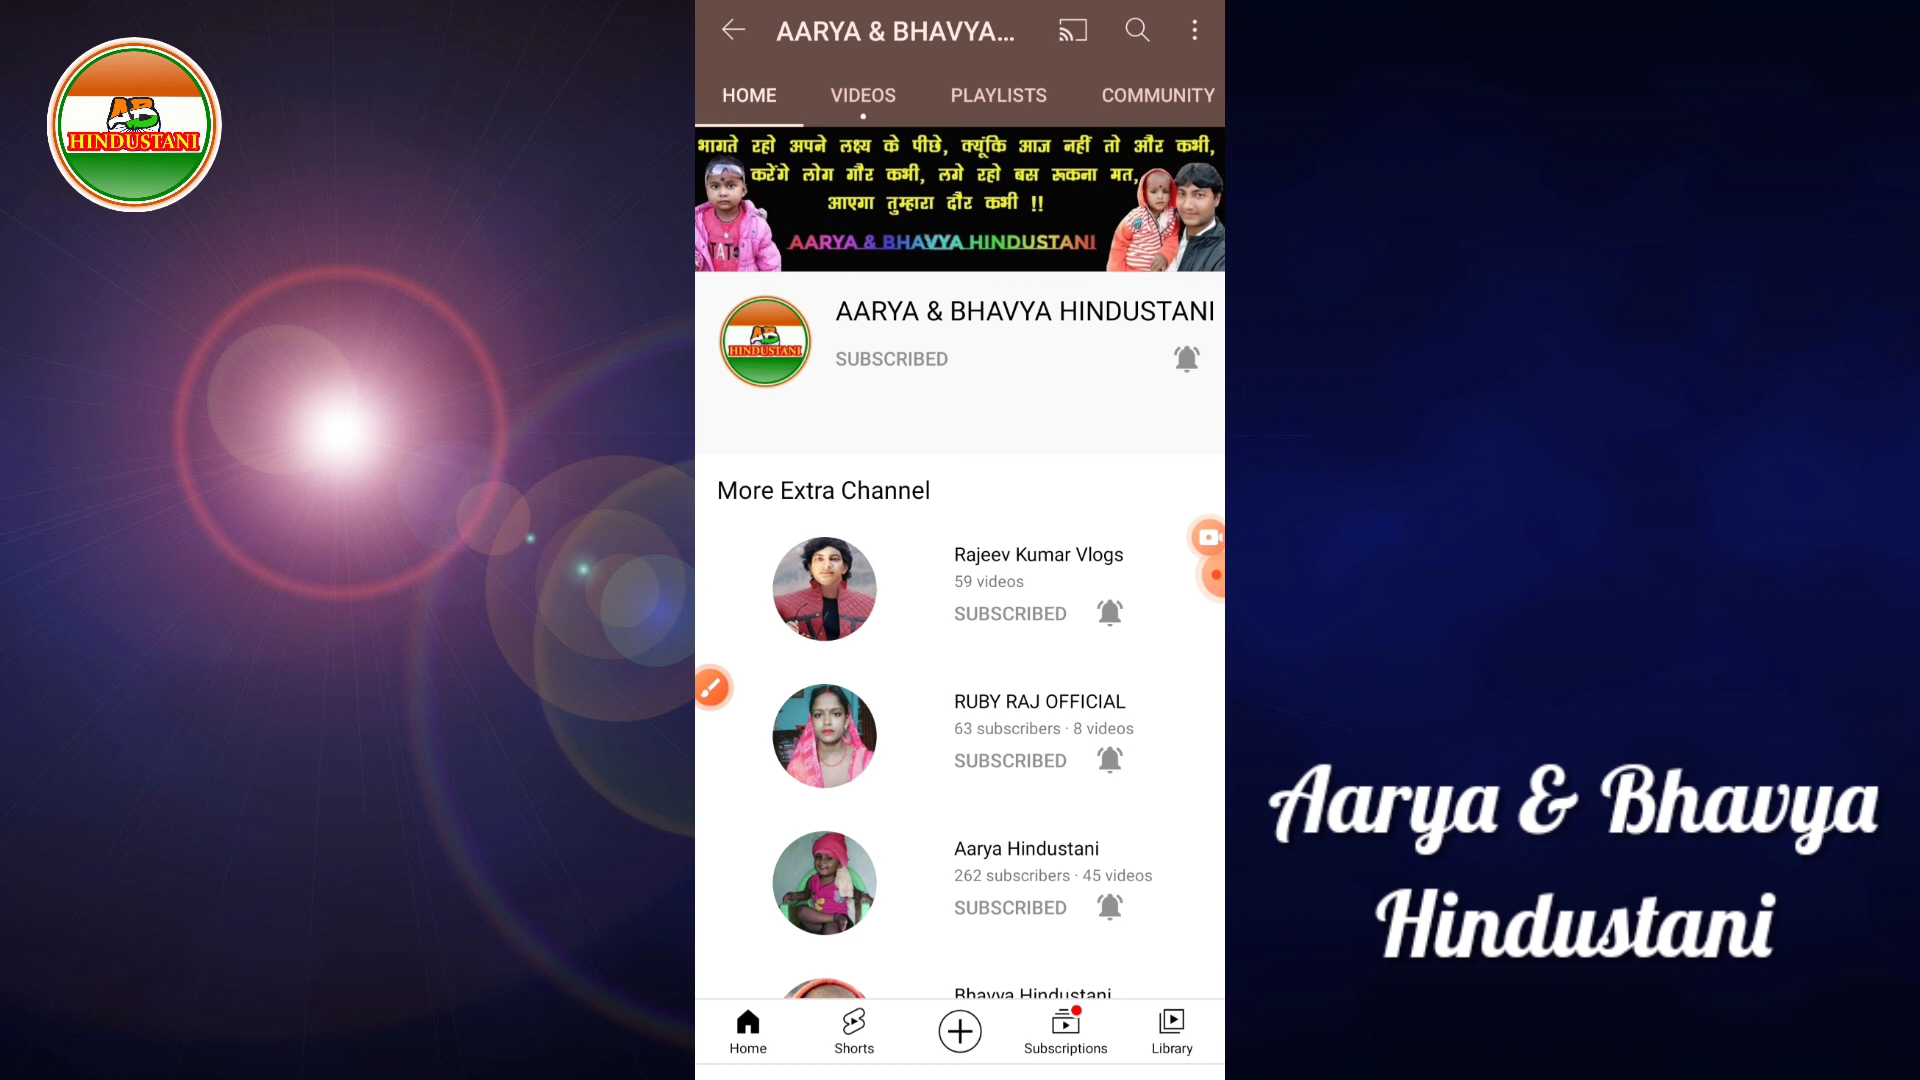 AB
HINDUSTANI
AARYA & BHAVYA...
HOME VIDEOS PLAYLISTS COMMUNITY
भागते रहो अपने लक्ष्य के पीछे, क्यूंकि आज नहीं तो और कभी,
करेंगे लोग गौर कभी, लगे रहो बस रूकना मत,
आएगा तुम्हारा दौर कभी !!
AARYA & BHAVYA HINDUSTANI
AB
HINDUSTANI
AARYA & BHAVYA HINDUSTANI
SUBSCRIBED
More Extra Channel
Rajeev Kumar Vlogs
59 videos
SUBSCRIBED
RUBY RAJ OFFICIAL
63 subscribers · 8 videos
SUBSCRIBED
Aarya Hindustani
262 subscribers · 45 videos
SUBSCRIBED
Bhavya Hindustani
Home Shorts Subscriptions Library
Aarya & Bhavya
Hindustani